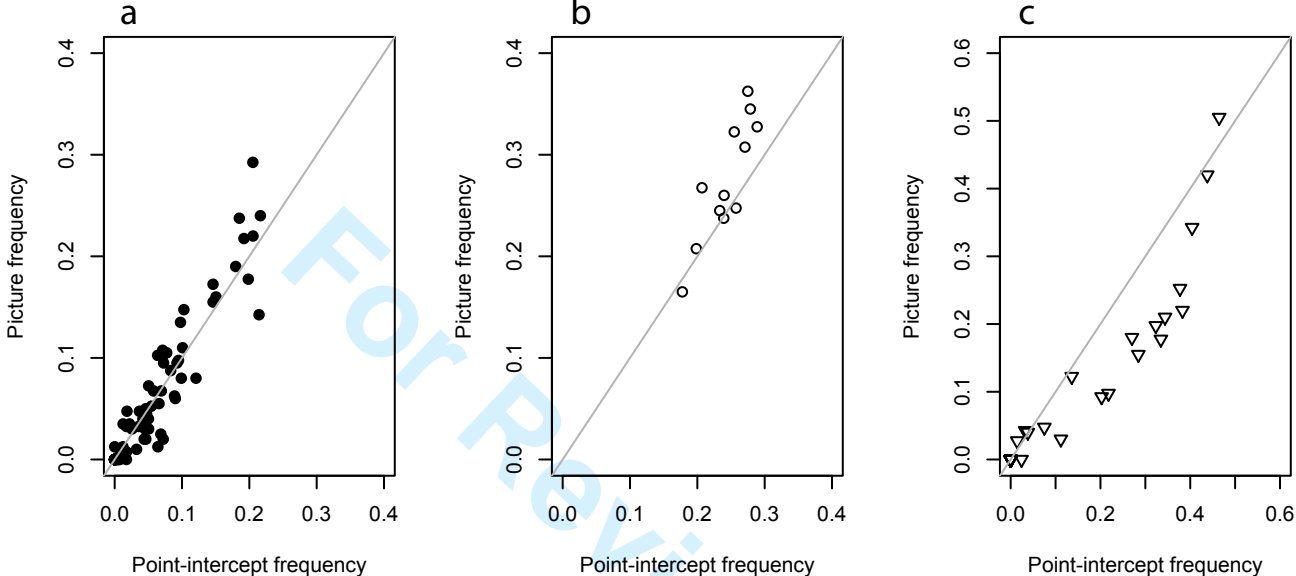 a
b
c
Picture frequency
0.0 0.1 0.2 0.3 0.4
0.0 0.1 0.2 0.3 0.4
Point-intercept frequency
Picture frequency
0.0 0.1 0.2 0.3 0.4
0.0 0.1 0.2 0.3 0.4
Point-intercept frequency
Picture frequency
0.0 0.1 0.2 0.3 0.4 0.5 0.6
0.0 0.2 0.4 0.6
Point-intercept frequency
For Revi